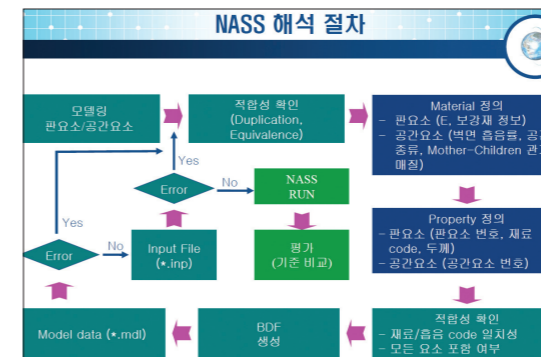 NASS 해석 절차
모델링
판요소/공간요소
적합성 확인
(Duplication,
Equivalence)
Material 정의
- 판요소 (E, 보강재 정보)
- 공간요소 (벽면 흡음률, 공
종류, Mother-Children 관
매질)
Yes
Error
No
NASS
RUN
Property 정의
- 판요소 (판요소 번호, 재료
code, 두께)
- 공간요소 (공간요소 번호)
Yes
Error
No
Input File
(*.inp)
평가
(기준 비교)
Model data (*.mdl)
BDF
생성
적합성 확인
- 재료/흡음 code 일치성
- 모든 요소 포함 여부